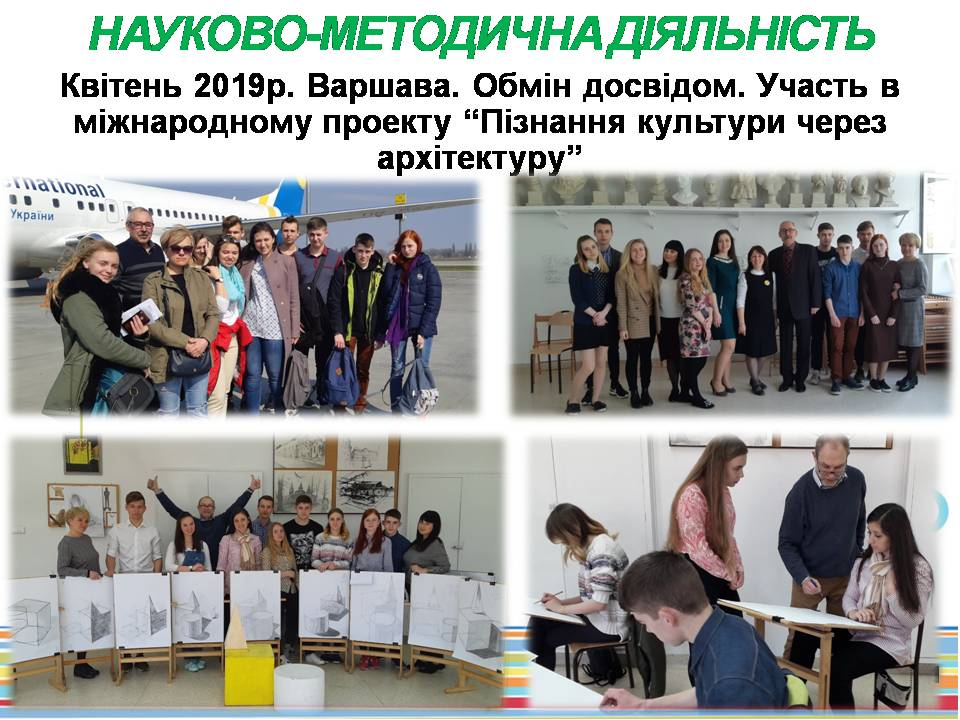 НАУКОВО-МЕТОДИЧНА ДІЯЛЬНІСТЬ
Квітень 2019р. Варшава. Обмін досвідом. Участь в
міжнародному проекту “Пізнання культури через
архітектуру”
ernational
України